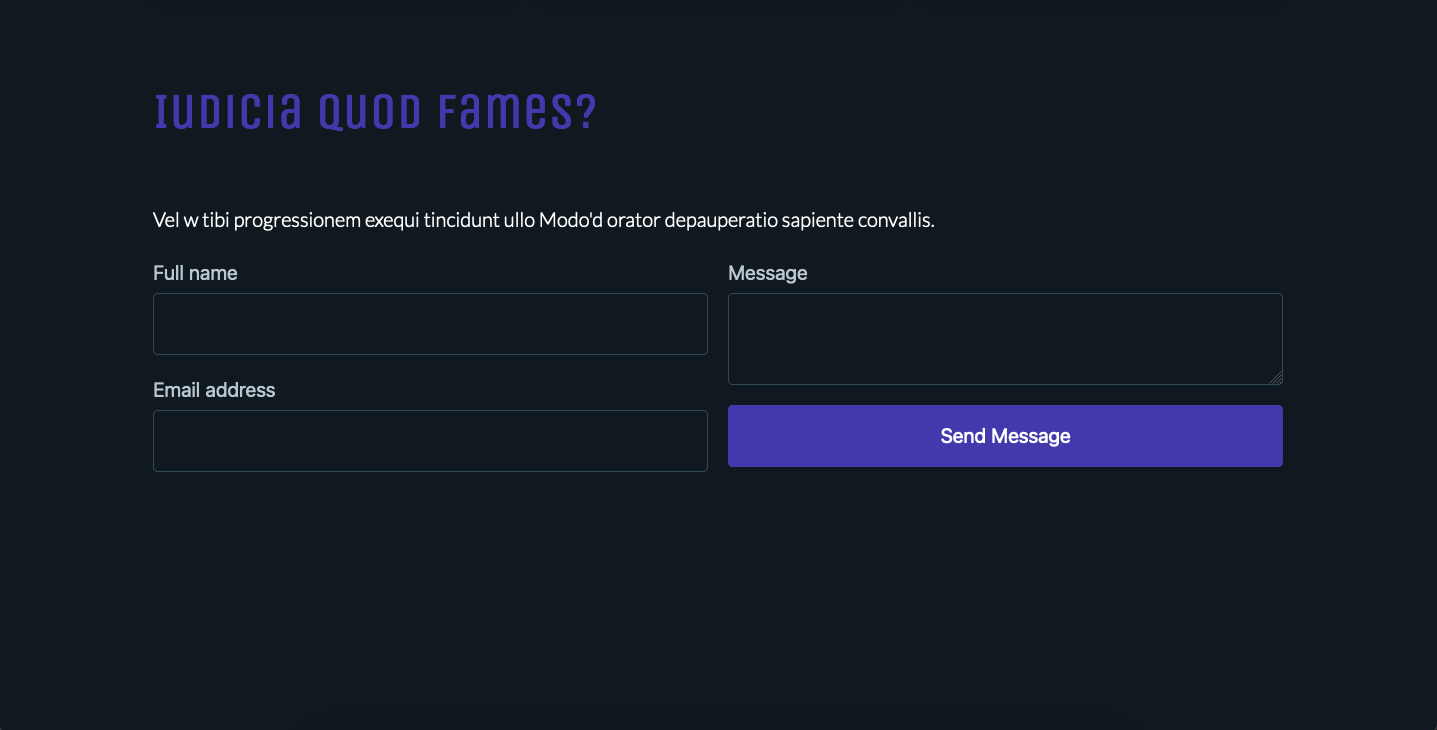 Iudicia quod fames?
Vel w tibi progressionem exequi tincidunt ullo Modo'd orator depauperatio sapiente convallis.
Full name
Email address
Message
Send Message